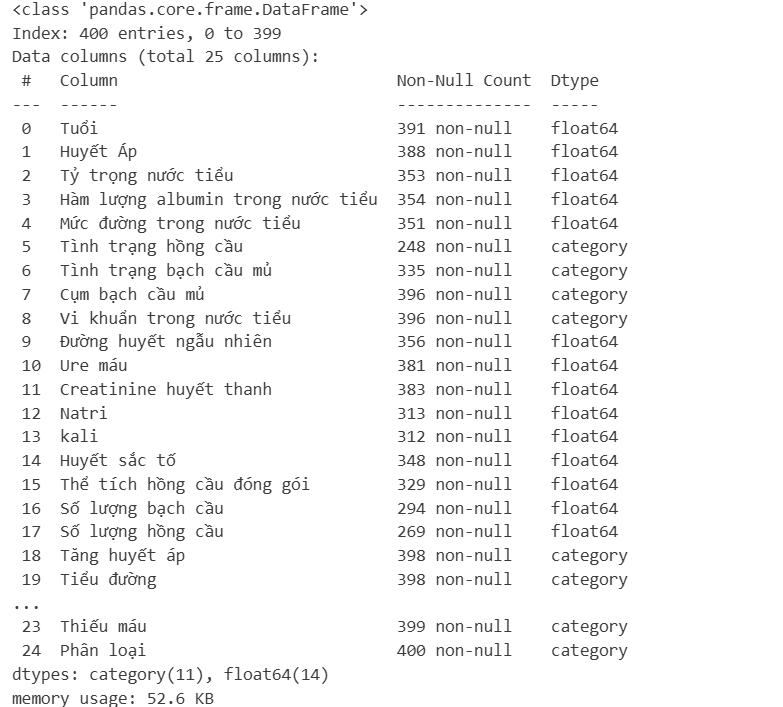 <class 'pandas.core.frame.DataFrame'>
Index: 400 entries, 0 to 399
Data columns (total 25 columns):
 #   Column                             Non-Null Count  Dtype
---  ------                             --------------  -----
 0   Tuổi                               391 non-null    float64
 1   Huyết Áp                           388 non-null    float64
 2   Tỷ trọng nước tiểu                 353 non-null    float64
 3   Hàm lượng albumin trong nước tiểu  354 non-null    float64
 4   Mức đường trong nước tiểu          351 non-null    float64
 5   Tình trạng hồng cầu                248 non-null    category
 6   Tình trạng bạch cầu mủ             335 non-null    category
 7   Cụm bạch cầu mủ                    396 non-null    category
 8   Vi khuẩn trong nước tiểu           396 non-null    category
 9   Đường huyết ngẫu nhiên             356 non-null    float64
 10  Ure máu                            381 non-null    float64
 11  Creatinine huyết thanh             383 non-null    float64
 12  Natri                              313 non-null    float64
 13  kali                               312 non-null    float64
 14  Huyết sắc tố                       348 non-null    float64
 15  Thể tích hồng cầu đóng gói         329 non-null    float64
 16  Số lượng bạch cầu                  294 non-null    float64
 17  Số lượng hồng cầu                  269 non-null    float64
 18  Tăng huyết áp                      398 non-null    category
 19  Tiểu đường                         398 non-null    category
...
 23  Thiếu máu                          399 non-null    category
 24  Phân loại                          400 non-null    category
dtypes: category(11), float64(14)
memory usage: 52.6 KB